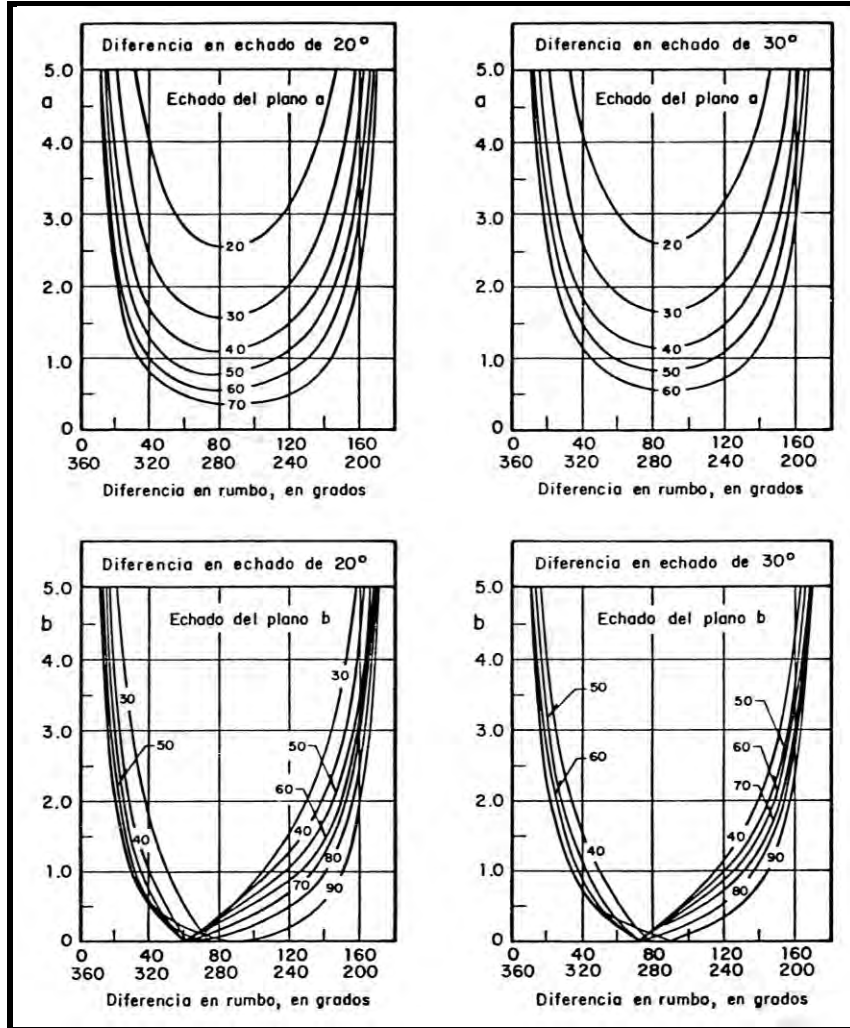 Diferencia en echado de 20°
5.0
a
4.0
3.0
2.0
1.0
0
Echado del plano a
20
30
40
50
60
70
0 40 80 120 160
360 320 280 240 200
Diferencia en rumbo, en grados
Diferencia en echado de 30°
5.0
a
4.0
3.0
2.0
1.0
0
Echado del plano a
20
30
40
50
60
0 40 80 120 160
360 320 280 240 200
Diferencia en rumbo, en grados
Diferencia en echado de 20°
5.0
b
4.0
3.0
2.0
1.0
0
Echado del plano b
30
30
50
50
60
40
40
80
70
90
0 40 80 120 160
360 320 280 240 200
Diferencia en rumbo, en grados
Diferencia en echado de 30°
5.0
b
4.0
3.0
2.0
1.0
0
Echado del plano b
50
50
60
60
70
40
40
90
80
0 40 80 120 160
360 320 280 240 200
Diferencia en rumbo, en grados